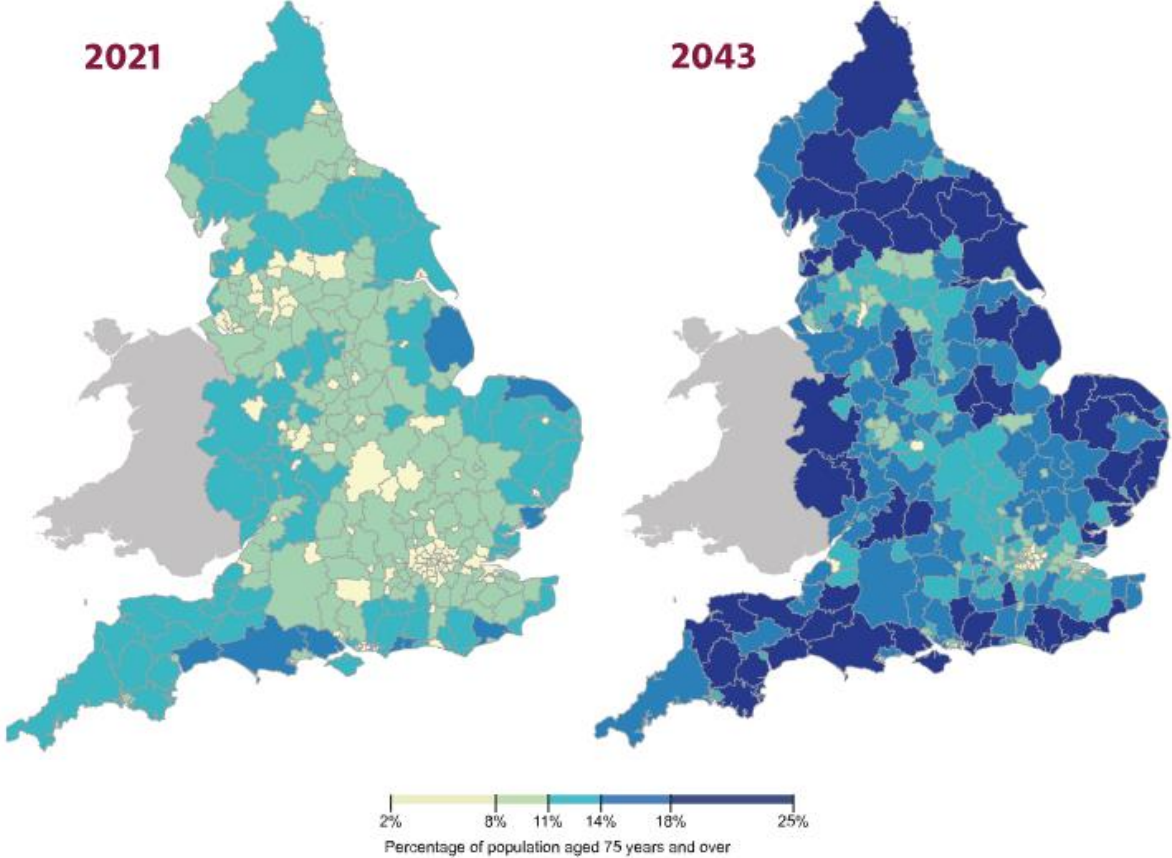 2021
2043
2% 8% 11% 14% 18% 25%
Percentage of population aged 75 years and over